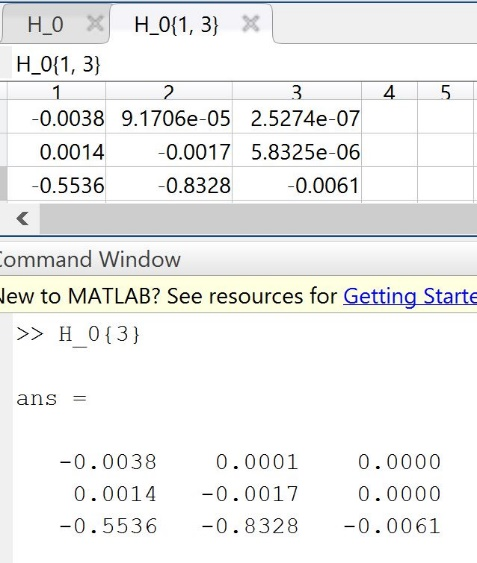 H_0 H_0{1, 3}
H_0{1, 3}
1 2 3 4 5
-0.0038 9.1706e-05 2.5274e-07
0.0014 -0.0017 5.8325e-06
-0.5536 -0.8328 -0.0061
Command Window
New to MATLAB? See resources for Getting Starte
>> H_0{3}
ans =
-0.0038 0.0001 0.0000
0.0014 -0.0017 0.0000
-0.5536 -0.8328 -0.0061